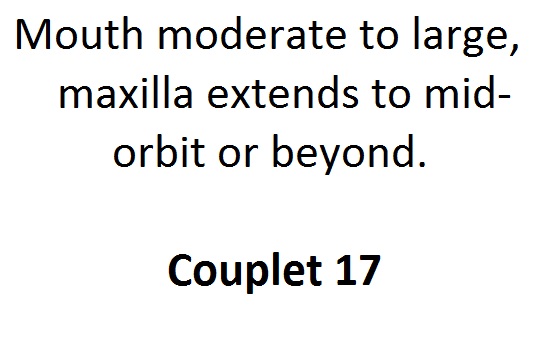 Mouth moderate to large,
maxilla extends to mid-
orbit or beyond.
Couplet 17